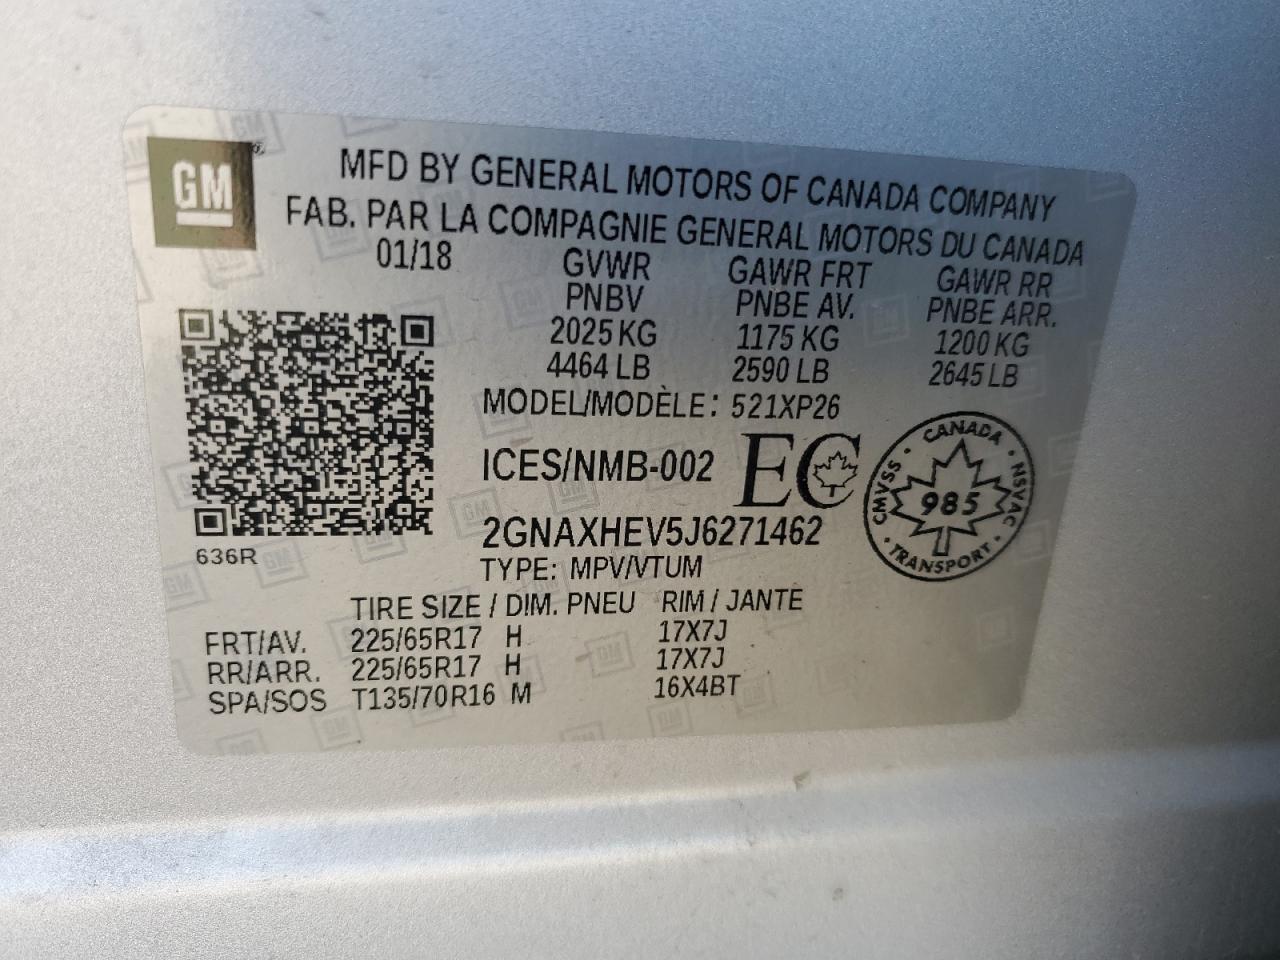 GM
MFD BY GENERAL MOTORS OF CANADA COMPANY
FAB. PAR LA COMPAGNIE GENERAL MOTORS DU CANADA
01/18 GVWR GAWR FRT GAWR RR
PNBV PNBE AV. PNBE ARR.
2025 KG 1175 KG 1200 KG
4464 LB 2590 LB 2645 LB
MODEL/MODÈLE: 521XP26
ICES/NMB-002 EC
CANADA
CMVSS 985 NSVAC
TRANSPORT
2GNAXHEV5J6271462
636R
TYPE: MPV/VTUM
TIRE SIZE / DIM. PNEU RIM / JANTE
FRT/AV. 225/65R17 H 17X7J
RR/ARR. 225/65R17 H 17X7J
SPA/SOS T135/70R16 M 16X4BT